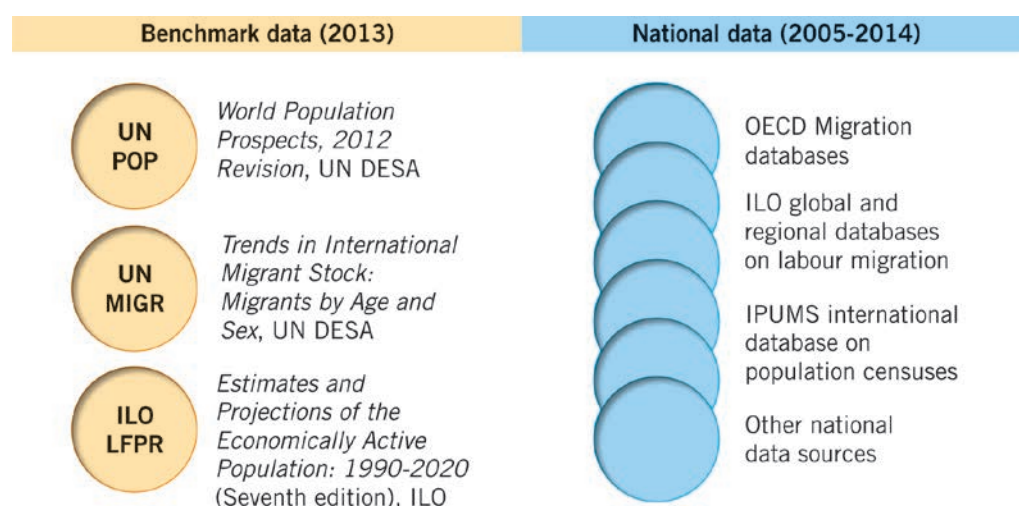 Benchmark data (2013)
National data (2005-2014)
UN
POP
World Population
Prospects, 2012
Revision, UN DESA
UN
MIGR
Trends in International
Migrant Stock:
Migrants by Age and
Sex, UN DESA
ILO
LFPR
Estimates and
Projections of the
Economically Active
Population: 1990-2020
(Seventh edition), ILO
OECD Migration
databases
ILO global and
regional databases
on labour migration
IPUMS international
database on
population censuses
Other national
data sources